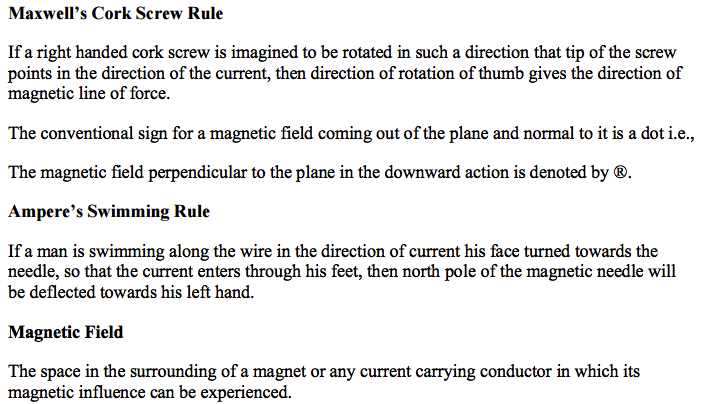 Maxwell’s Cork Screw Rule
If a right handed cork screw is imagined to be rotated in such a direction that tip of the screw
points in the direction of the current, then direction of rotation of thumb gives the direction of
magnetic line of force.
The conventional sign for a magnetic field coming out of the plane and normal to it is a dot i.e.,
The magnetic field perpendicular to the plane in the downward action is denoted by ®.
Ampere’s Swimming Rule
If a man is swimming along the wire in the direction of current his face turned towards the
needle, so that the current enters through his feet, then north pole of the magnetic needle will
be deflected towards his left hand.
Magnetic Field
The space in the surrounding of a magnet or any current carrying conductor in which its
magnetic influence can be experienced.